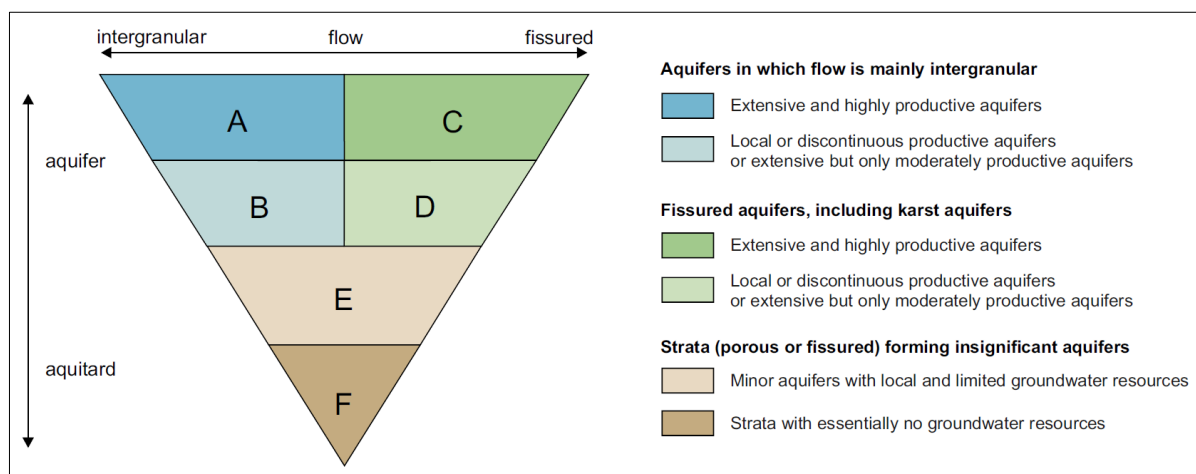 intergranular flow fissured
aquifer
aquitard
A C
B D
E
F
Aquifers in which flow is mainly intergranular
Extensive and highly productive aquifers
Local or discontinuous productive aquifers
or extensive but only moderately productive aquifers
Fissured aquifers, including karst aquifers
Extensive and highly productive aquifers
Local or discontinuous productive aquifers
or extensive but only moderately productive aquifers
Strata (porous or fissured) forming insignificant aquifers
Minor aquifers with local and limited groundwater resources
Strata with essentially no groundwater resources